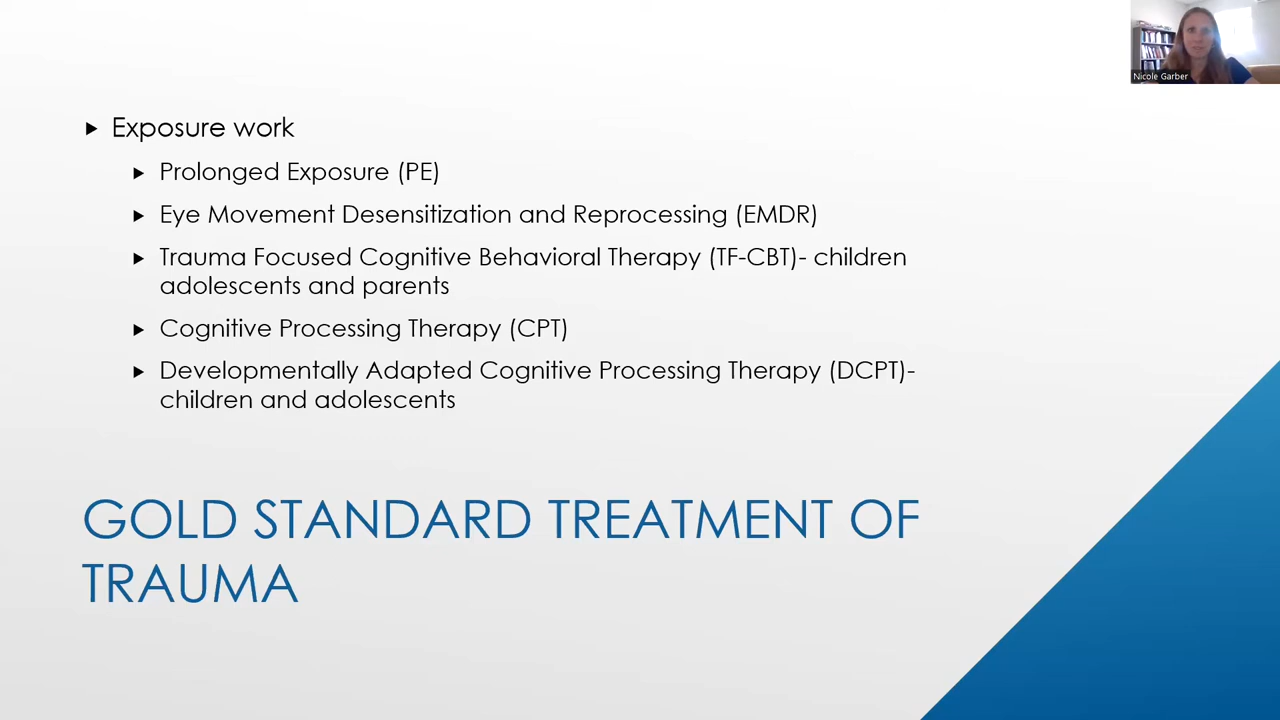 Nicole Garber
Exposure work
Prolonged Exposure (PE)
Eye Movement Desensitization and Reprocessing (EMDR)
Trauma Focused Cognitive Behavioral Therapy (TF-CBT)- children
adolescents and parents
Cognitive Processing Therapy (CPT)
Developmentally Adapted Cognitive Processing Therapy (DCPT)-
children and adolescents
GOLD STANDARD TREATMENT OF
TRAUMA